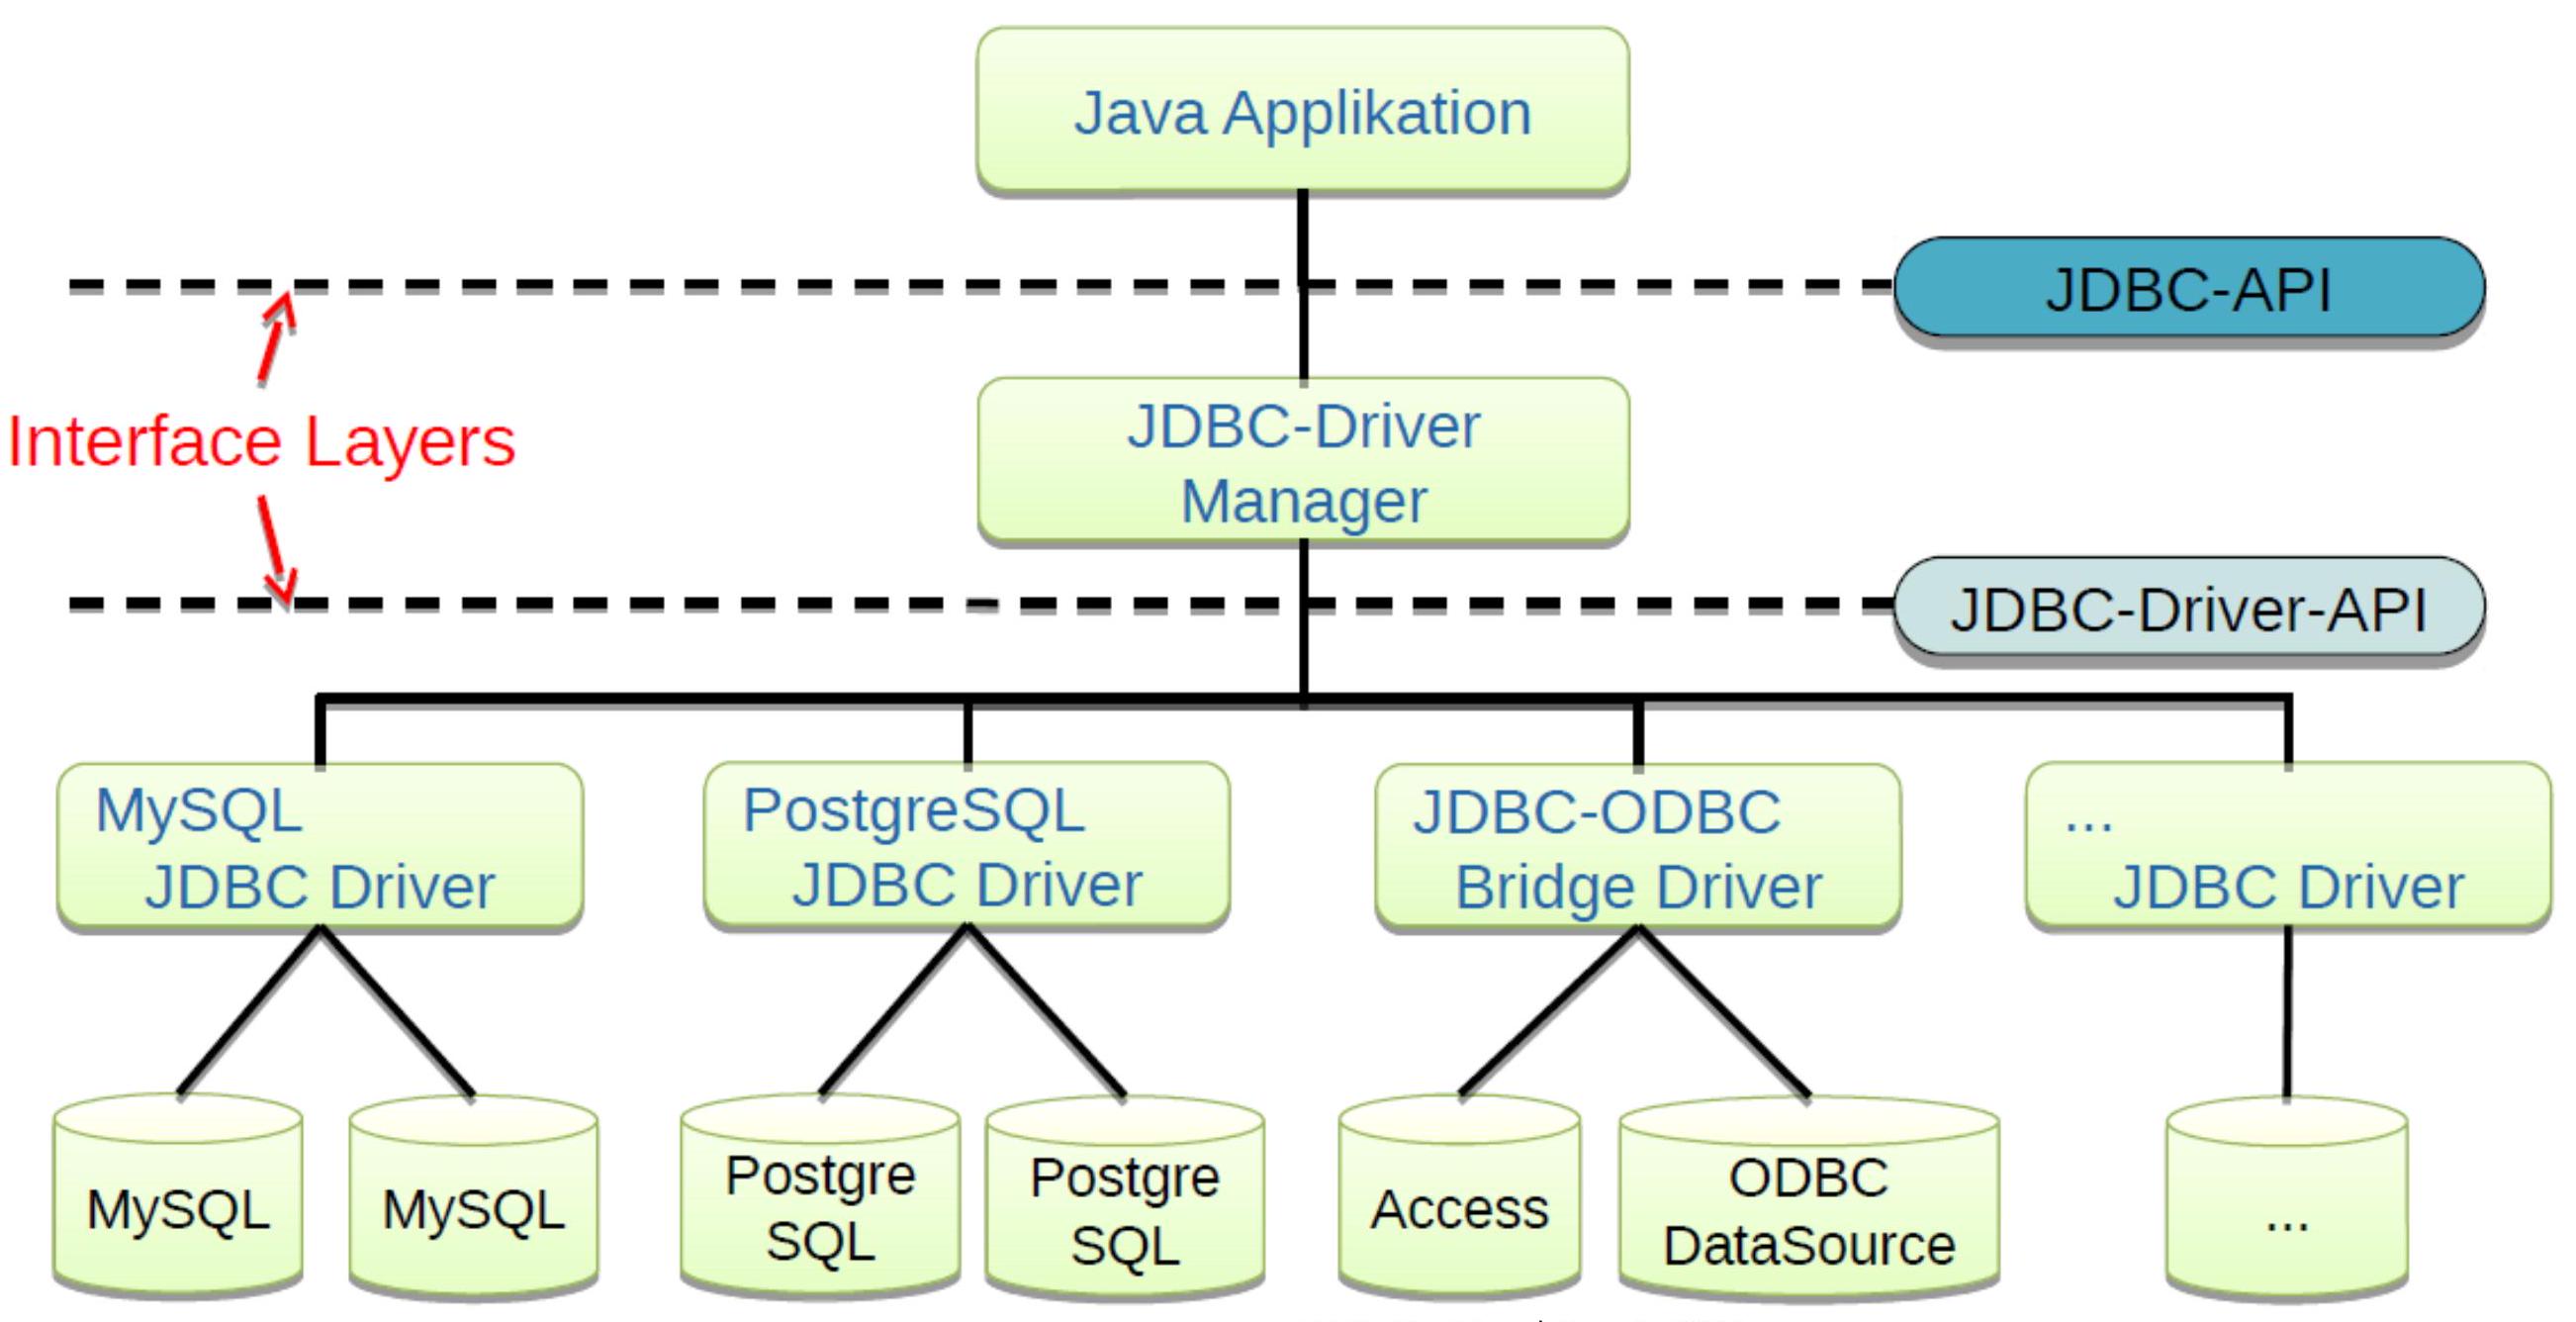 Java Applikation
JDBC-API
Interface Layers
JDBC-Driver
Manager
JDBC-Driver-API
MySQL
JDBC Driver
PostgreSQL
JDBC Driver
JDBC-ODBC
Bridge Driver
...
JDBC Driver
MySQL
MySQL
Postgre
SQL
Postgre
SQL
Access
ODBC
DataSource
...